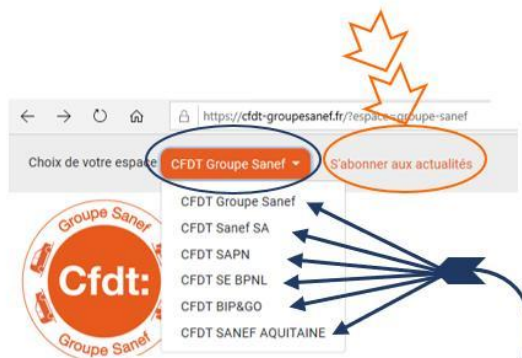 https://cfdt-groupesanef.fr/?espace=groupe-sanef
Choix de votre espace CFDT Groupe Sanef S'abonner aux actualités
CFDT Groupe Sanef
CFDT Sanef SA
CFDT SAPN
CFDT SE BPNL
CFDT BIP&GO
CFDT SANEF AQUITAINE
Groupe Sanef
Cfdt:
Groupe Sanef